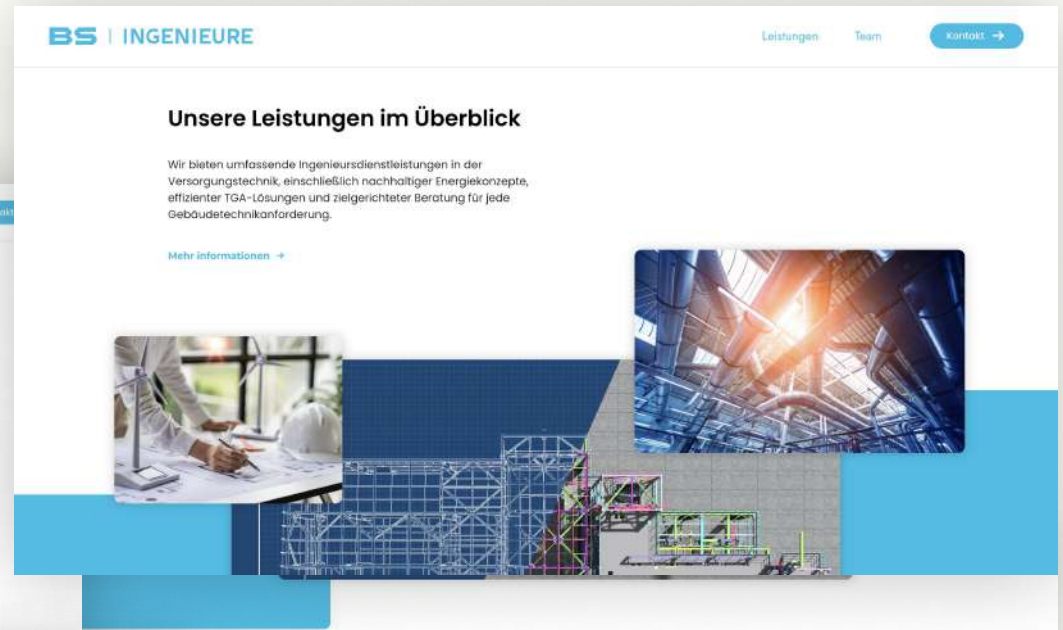 BS | INGENIEURE
Leistungen
Team
Kontakt →
Unsere Leistungen im Überblick
Wir bieten umfassende Ingenieursdienstleistungen in der
Versorgungstechnik, einschließlich nachhaltiger Energiekonzepte,
effizienter TGA-Lösungen und zielgerichteter Beratung für jede
Gebäudetechnikanforderung.
Mehr informationen →